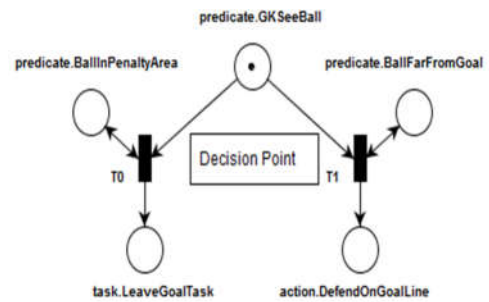 predicate.GKSeeBall
predicate.BallInPenaltyArea
predicate.BallFarFromGoal
Decision Point
T0
T1
task.LeaveGoalTask
action.DefendOnGoalLine